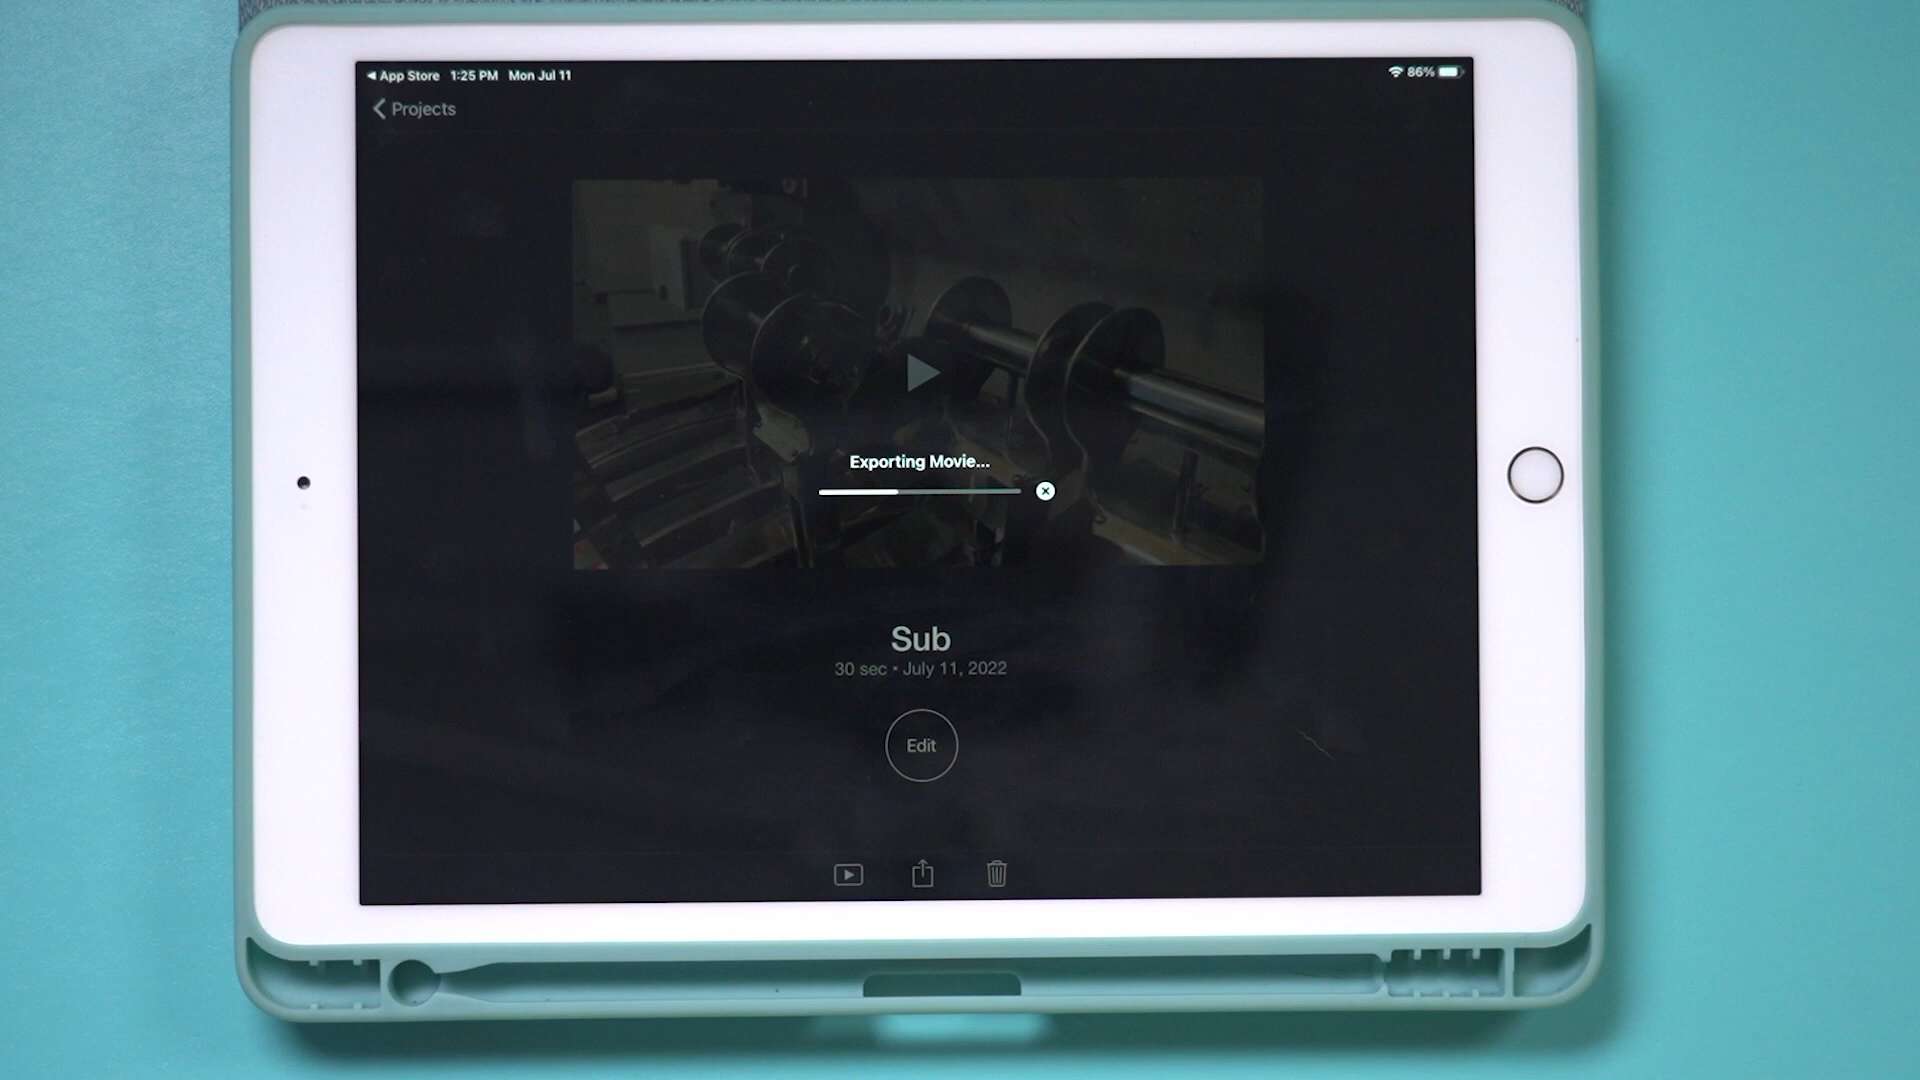 App Store 1:25 PM Mon Jul 11
86%
Projects
Exporting Movie...
Sub
30 sec • July 11, 2022
Edit